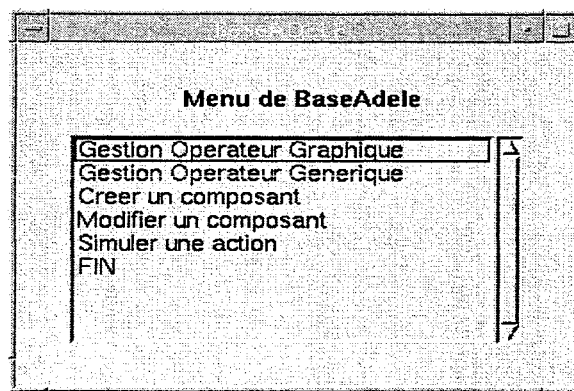 Menu de BaseAdele
Gestion Operateur Graphique
Gestion Operateur Generique
Creer un composant
Modifier un composant
Simuler une action
FIN